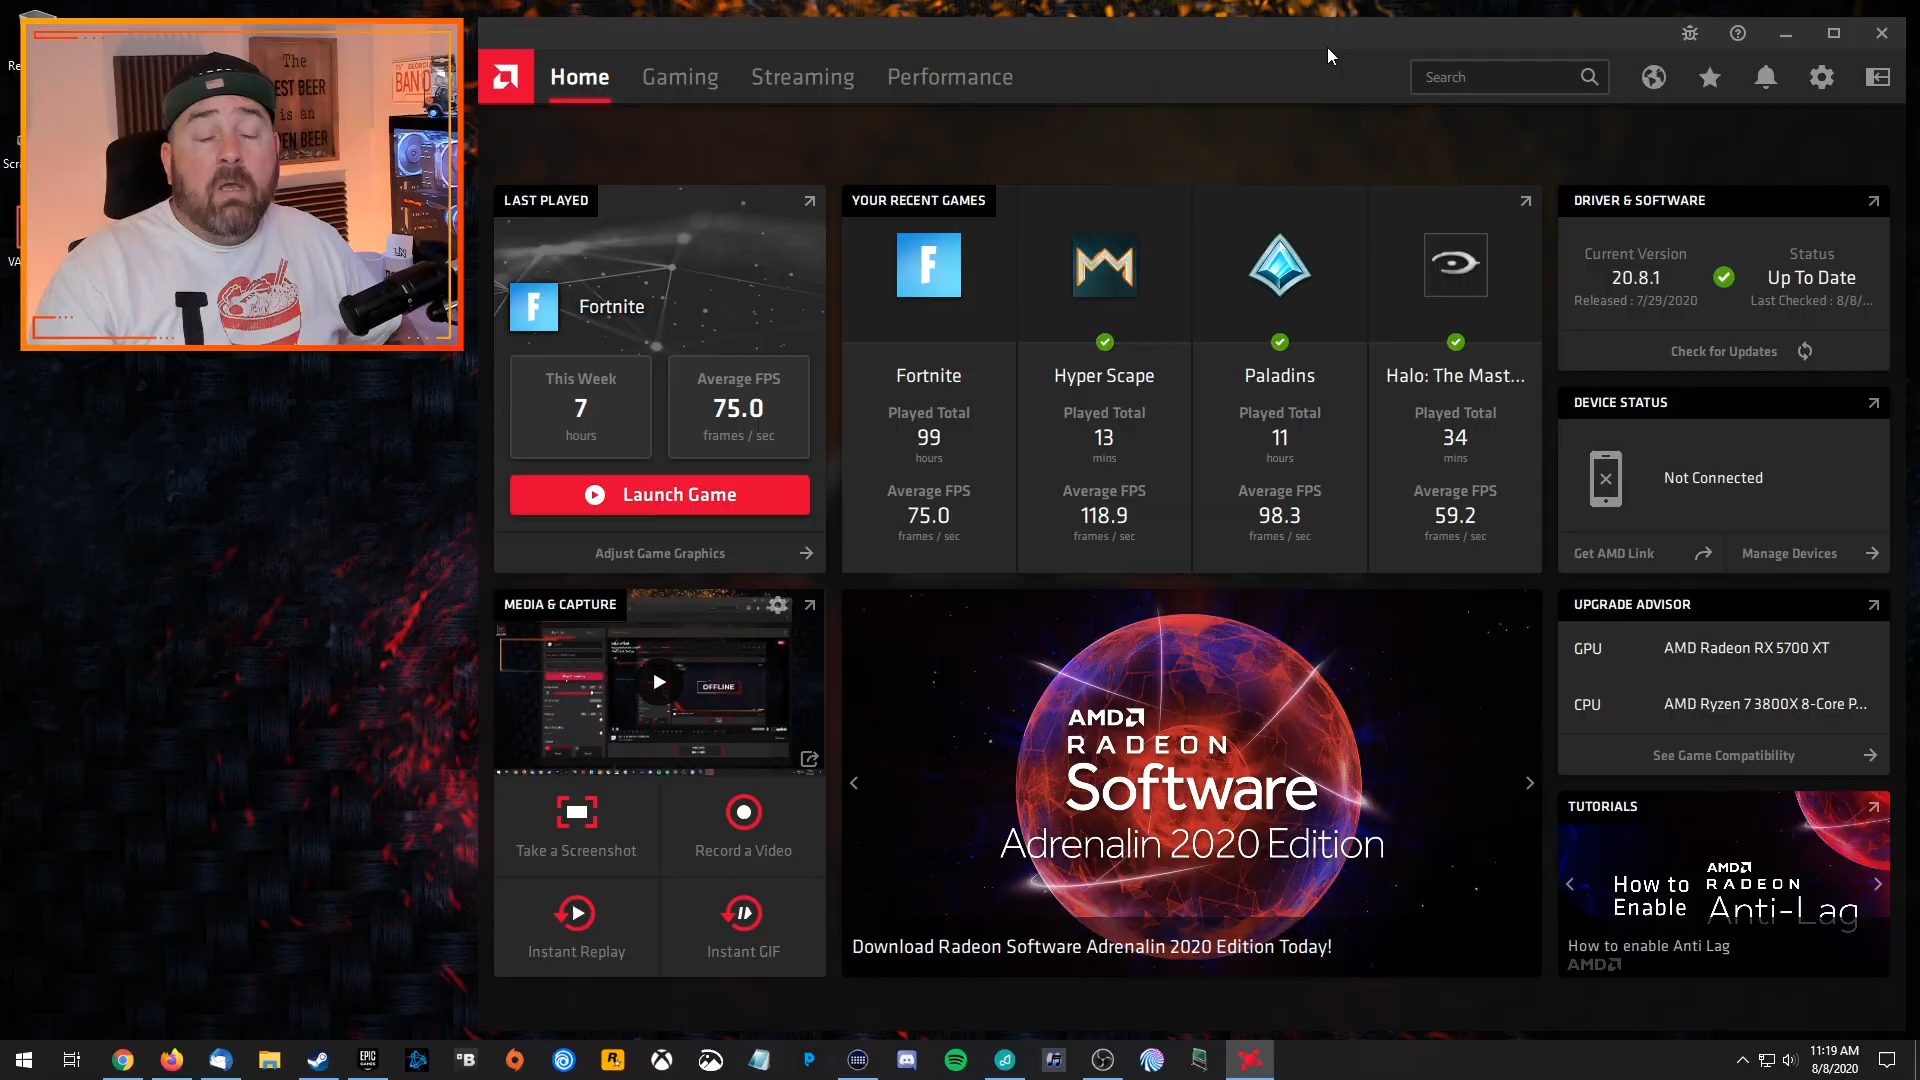 The
BEST BEER
is an
OPEN BEER
GEORGIA
BAND
Home
Gaming
Streaming
Performance
Search
LAST PLAYED
Fortnite
This Week
7
hours
Average FPS
75.0
frames / sec
Launch Game
Adjust Game Graphics
YOUR RECENT GAMES
Fortnite
Played Total
99
hours
Average FPS
75.0
frames / sec
Hyper Scape
Played Total
13
mins
Average FPS
118.9
frames / sec
Paladins
Played Total
11
hours
Average FPS
98.3
frames / sec
Halo: The Mast...
Played Total
34
mins
Average FPS
59.2
frames / sec
DRIVER & SOFTWARE
Current Version
20.8.1
Released : 7/29/2020
Status
Up To Date
Last Checked : 8/8/...
Check for Updates
DEVICE STATUS
Not Connected
Get AMD Link
Manage Devices
MEDIA & CAPTURE
OFFLINE
Take a Screenshot
Record a Video
Instant Replay
Instant GIF
AMD
RADEON
Software
Adrenalin 2020 Edition
Download Radeon Software Adrenalin 2020 Edition Today!
UPGRADE ADVISOR
GPU
AMD Radeon RX 5700 XT
CPU
AMD Ryzen 7 3800X 8-Core P...
See Game Compatibility
TUTORIALS
How to
Enable
AMD
RADEON
Anti-Lag
How to enable Anti Lag
AMD
EPIC
GAMES
11:19 AM
8/8/2020